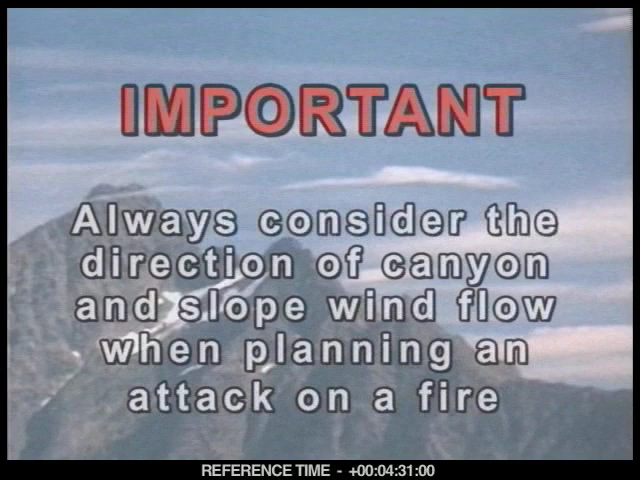 IMPORTANT
Always consider the
direction of canyon
and slope wind flow
when planning an
attack on a fire
REFERENCE TIME - +00:04:31:00